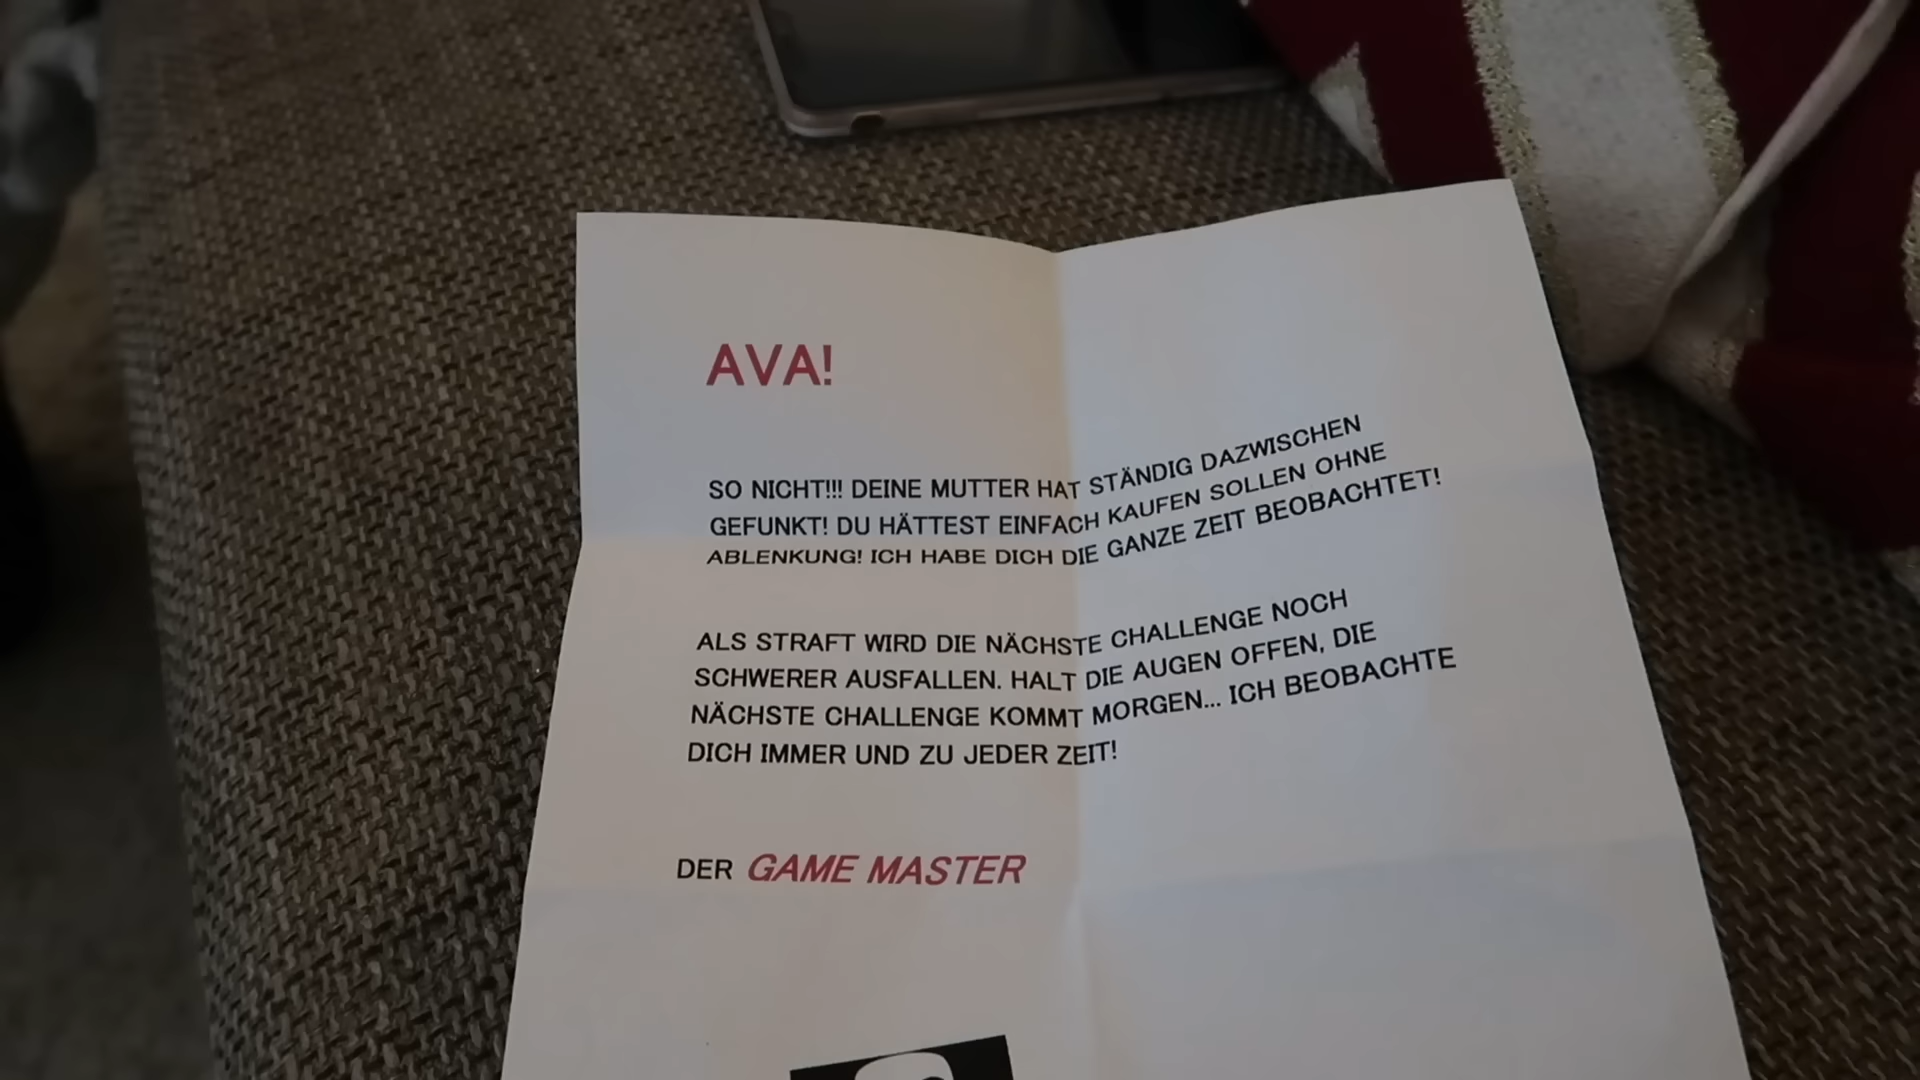 AVA!
SO NICHT!!! DEINE MUTTER HAT STÄNDIG DAZWISCHEN
GEFUNKT! DU HÄTTEST EINFACH KAUFEN SOLLEN OHNE
ABLENKUNG! ICH HABE DICH DIE GANZE ZEIT BEOBACHTET!
ALS STRAFT WIRD DIE NÄCHSTE CHALLENGE NOCH
SCHWERER AUSFALLEN. HALT DIE AUGEN OFFEN, DIE
NÄCHSTE CHALLENGE KOMMT MORGEN... ICH BEOBACHTE
DICH IMMER UND ZU JEDER ZEIT!
DER GAME MASTER